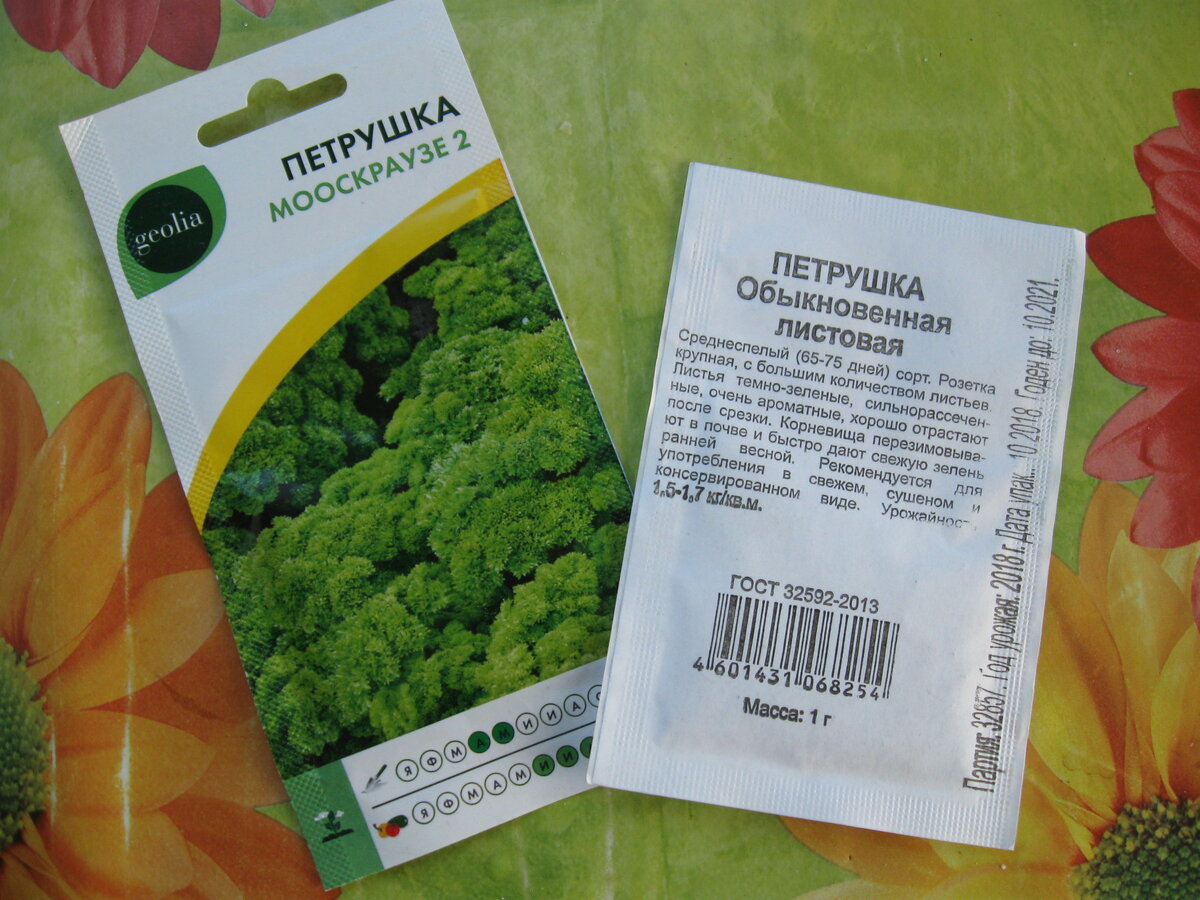 ПЕТРУШКА
МООСКРАУЗЕ 2
geolia
Я Ф М А М И И А
Я Ф М А М И И
ПЕТРУШКА
Обыкновенная
листовая
Среднеспелый (65-75 дней) сорт. Розетка
крупная, с большим количеством листьев.
Листья темно-зеленые, сильнорассечен-
ные, очень ароматные, хорошо отрастают
после срезки. Корневища перезимовыва-
ют в почве и быстро дают свежую зелень
ранней весной. Рекомендуется для
употребления в свежем, сушеном и
консервированном виде. Урожайность
1,5-1,7 кг/кв.м.
ГОСТ 32592-2013
4 601431 068254
Масса: 1 г
Партия: 32857. Год урожая: 2018 г. Дата упак.: 10.2018. Годен до: 10.2021.